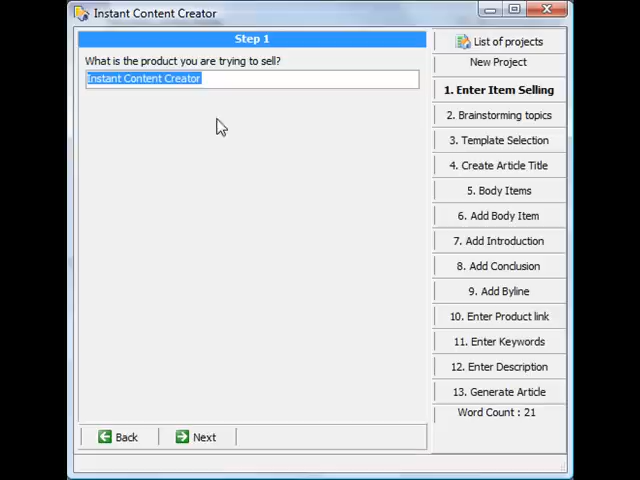 Instant Content Creator
Step 1
What is the product you are trying to sell?
Instant Content Creator
Back
Next
List of projects
New Project
1. Enter Item Selling
2. Brainstorming topics
3. Template Selection
4. Create Article Title
5. Body Items
6. Add Body Item
7. Add Introduction
8. Add Conclusion
9. Add Byline
10. Enter Product link
11. Enter Keywords
12. Enter Description
13. Generate Article
Word Count : 21